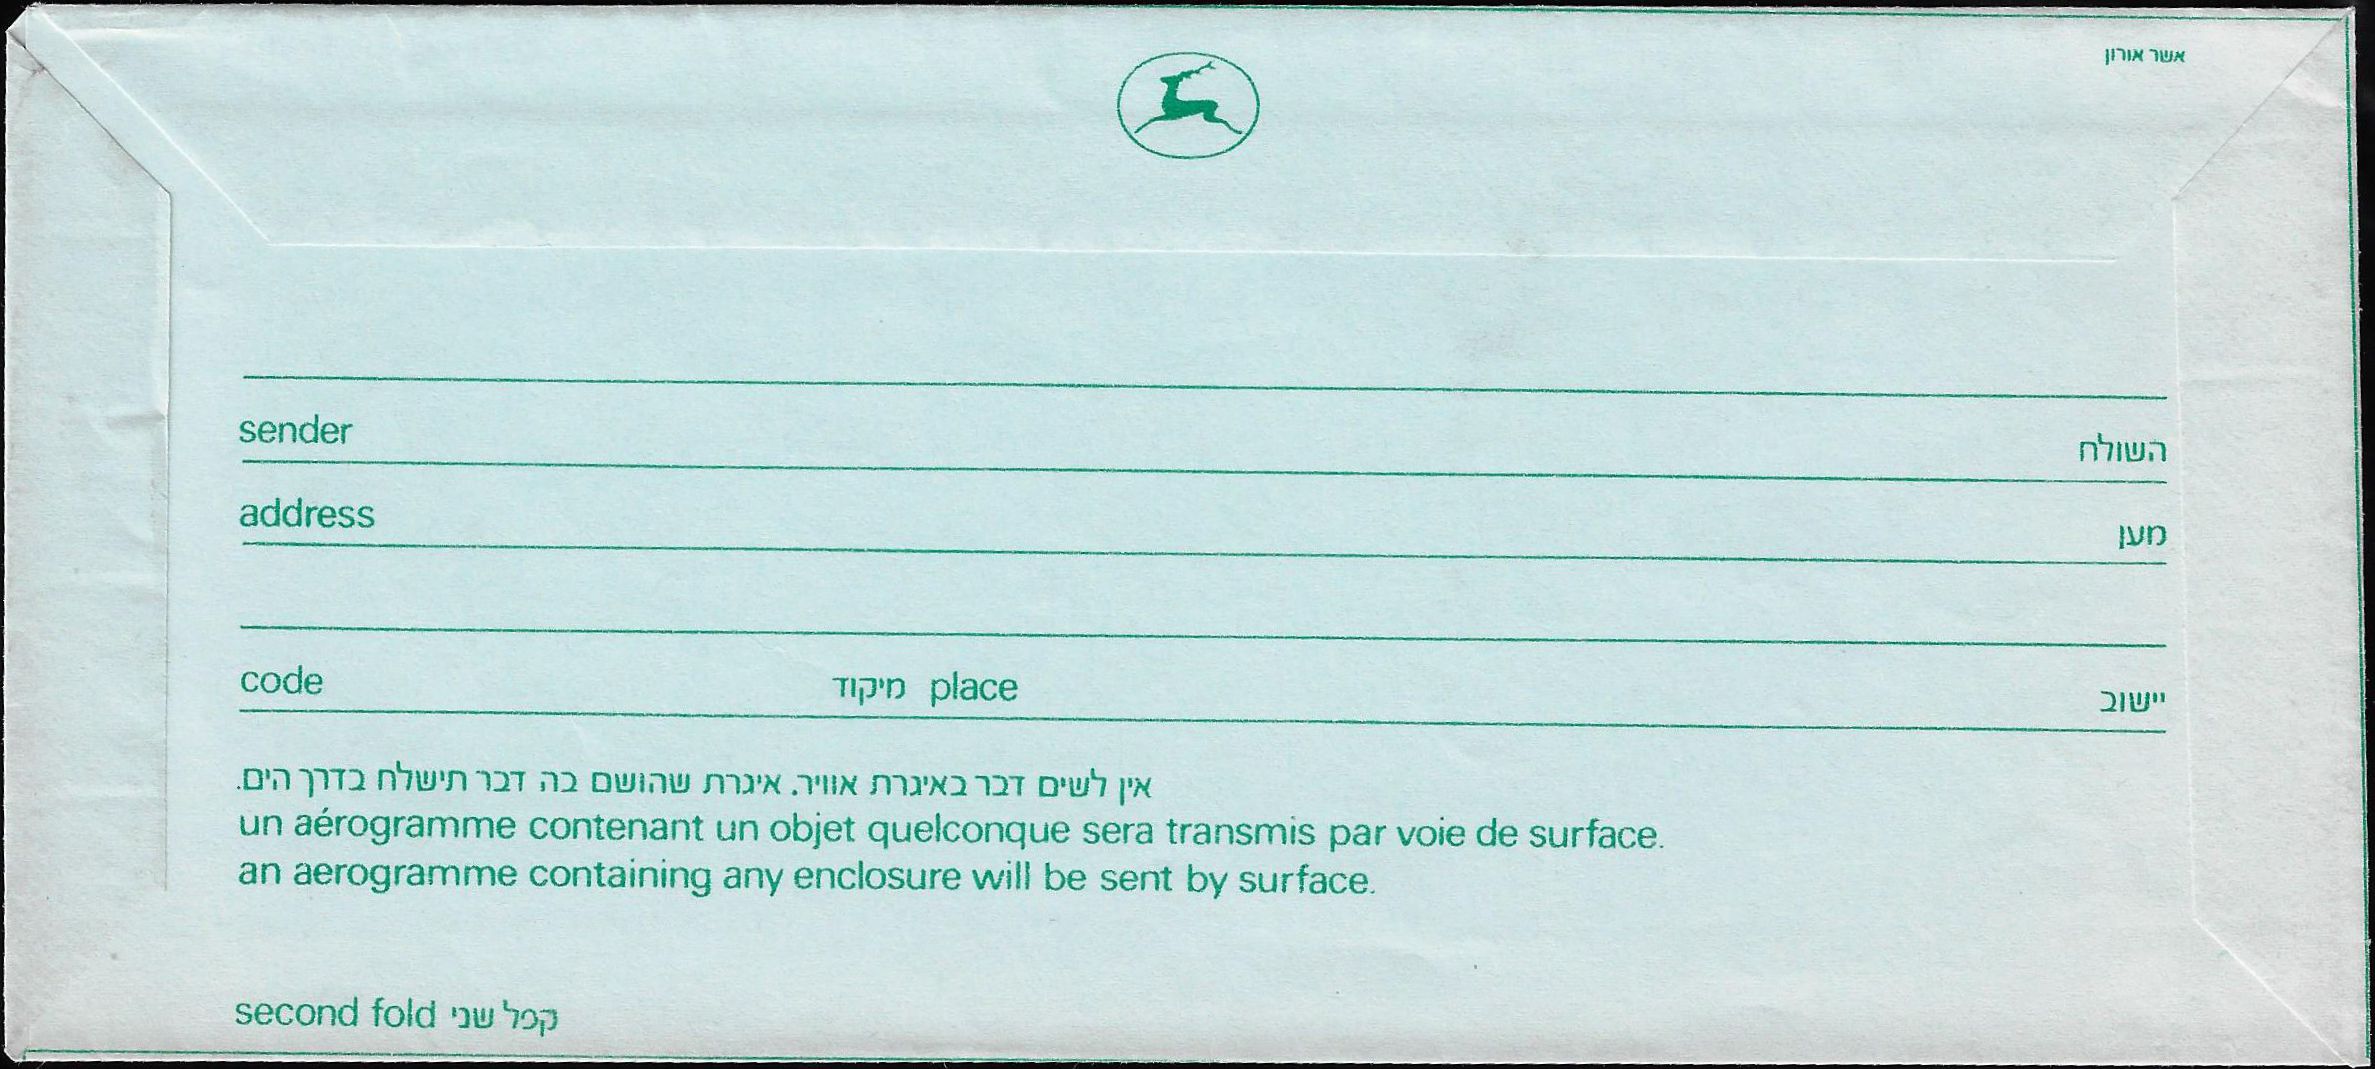 אשר אורון
sender השולח
address מען
code מיקוד place יישוב
אין לשים דבר באיגרת אוויר. איגרת שהושם בה דבר תישלח בדרך הים.
un aérogramme contenant un objet quelconque sera transmis par voie de surface.
an aerogramme containing any enclosure will be sent by surface.
second fold קפל שני